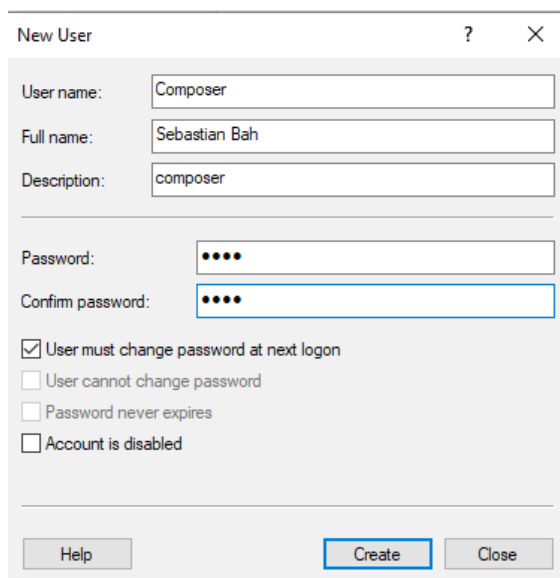 New User ?
User name: Composer
Full name: Sebastian Bah
Description: composer
Password: ••••
Confirm password: ••••
User must change password at next logon
User cannot change password
Password never expires
Account is disabled
Help Create Close